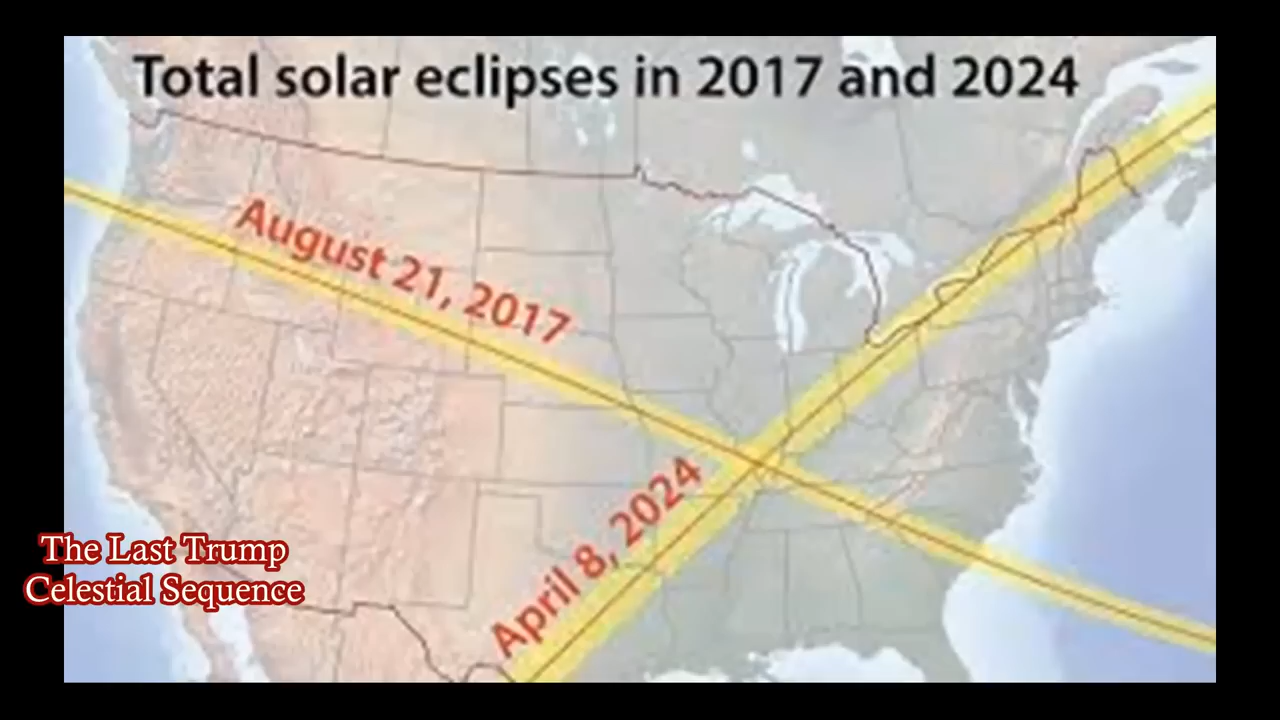 Total solar eclipses in 2017 and 2024
August 21, 2017
April 8, 2024
The Last Trump
Celestial Sequence